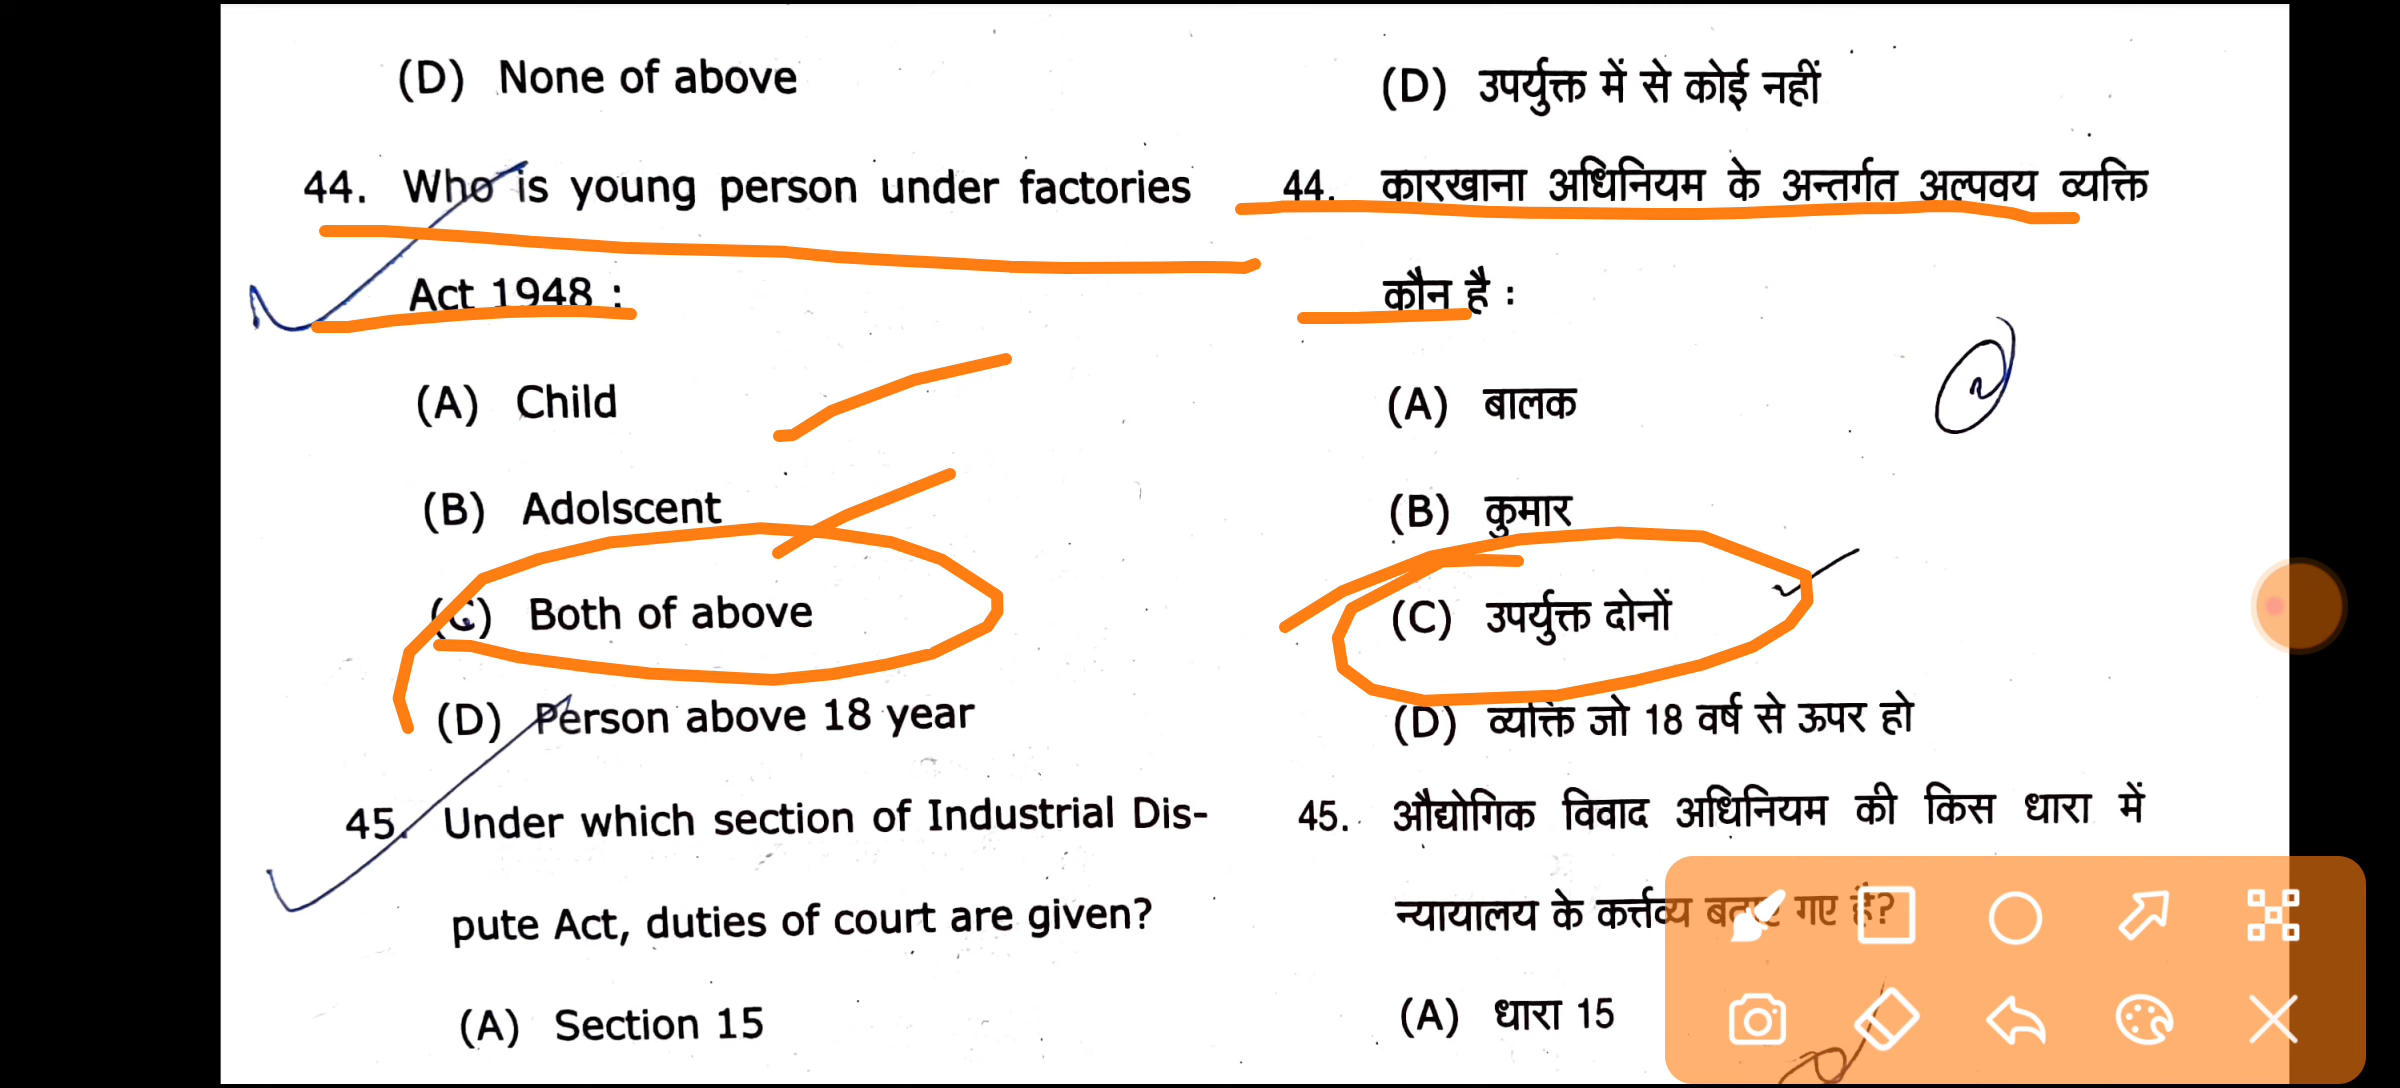 (D) None of above
44. Who is young person under factories
Act 1948 :
(A) Child
(B) Adolscent
(C) Both of above
(D) Person above 18 year
45. Under which section of Industrial Dis-
pute Act, duties of court are given?
(A) Section 15
(D) उपर्युक्त में से कोई नहीं
44. कारखाना अधिनियम के अन्तर्गत अल्पवय व्यक्ति
कौन है :
(A) बालक
(B) कुमार
(C) उपर्युक्त दोनों
(D) व्यक्ति जो 18 वर्ष से ऊपर हो
45. औद्योगिक विवाद अधिनियम की किस धारा में
न्यायालय के कर्त्तव्य बताए गए हैं?
(A) धारा 15